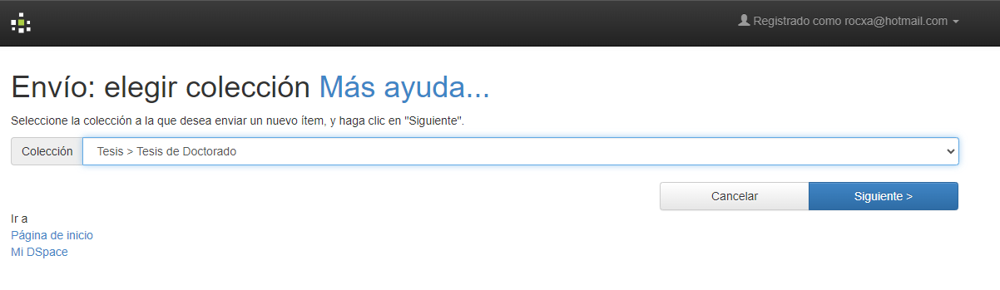 Registrado como rocxa@hotmail.com
Envío: elegir colección Más ayuda...
Seleccione la colección a la que desea enviar un nuevo ítem, y haga clic en "Siguiente".
Colección Tesis > Tesis de Doctorado
Cancelar Siguiente >
Ir a
Página de inicio
Mi DSpace